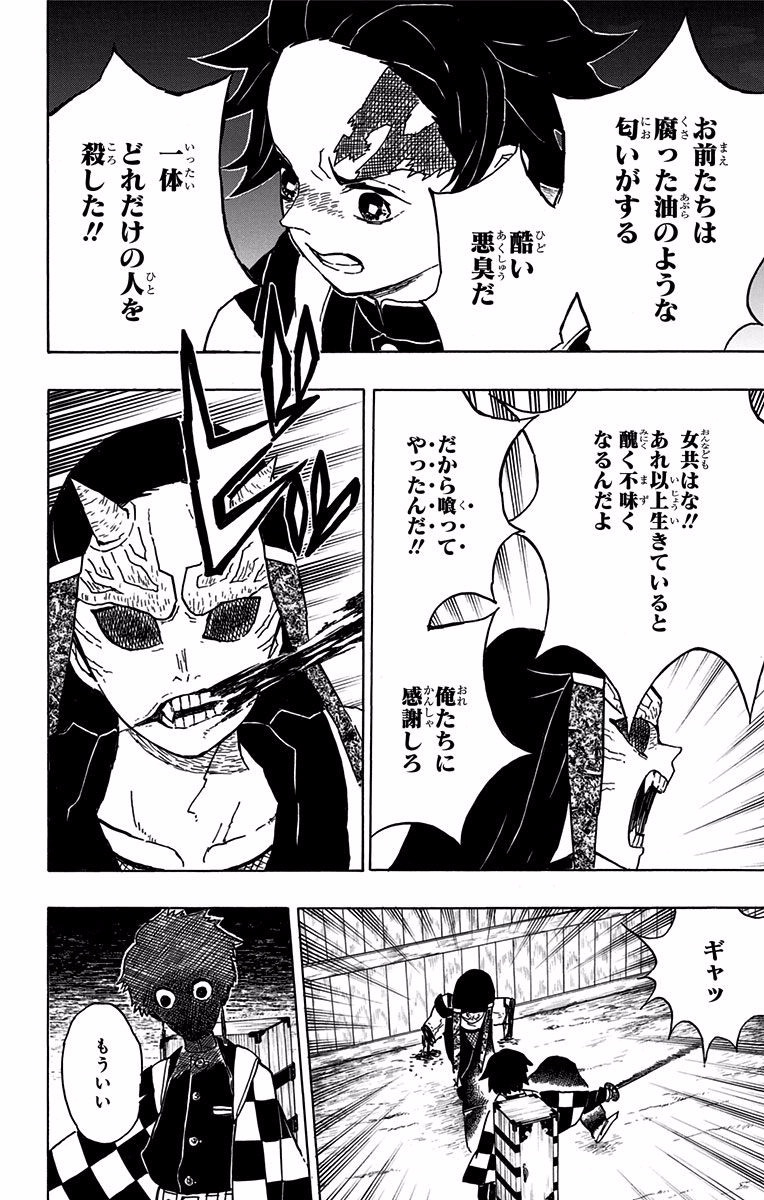 お前たちは
腐った油のような
匂いがする
酷い
悪臭だ
一体
どれだけの人を
殺した!!
女共はな!!
あれ以上生きていると
醜く不味く
なるんだよ
だから喰って
やったんだ!!
俺たちに
感謝しろ
ギャッ
もういい